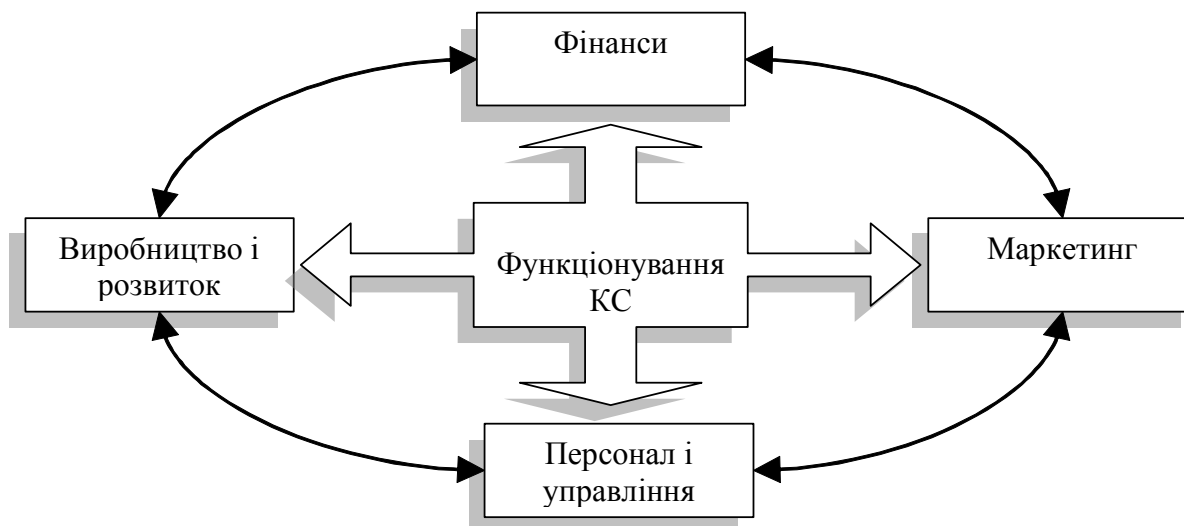 Фінанси
Виробництво і
розвиток
Функціонування
КС
Маркетинг
Персонал і
управління